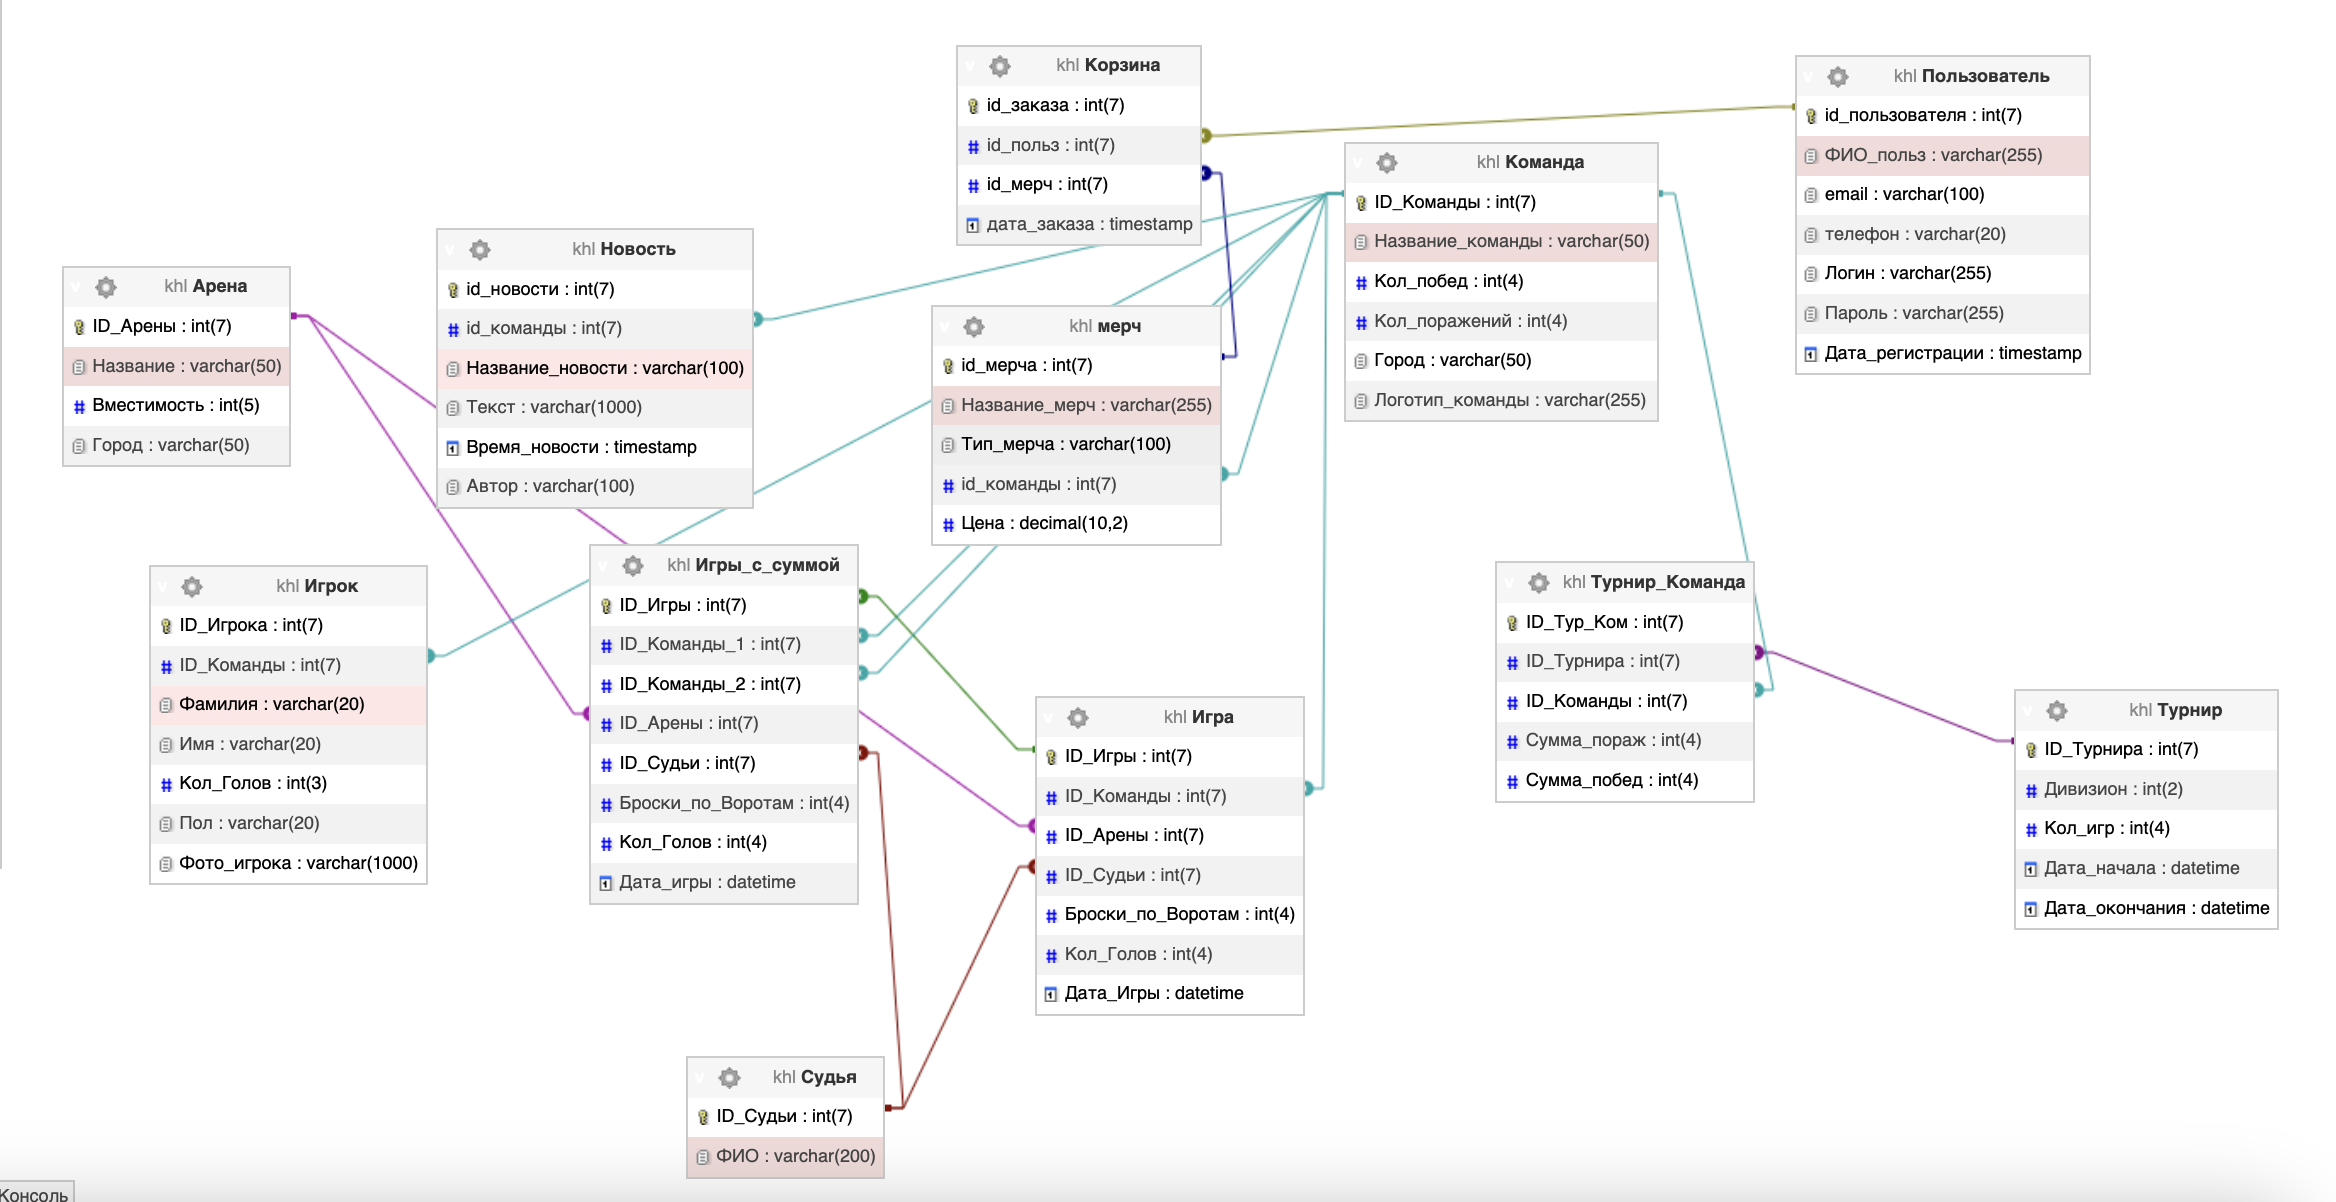 khl Корзина
id_заказа : int(7)
id_польз : int(7)
id_мерч : int(7)
дата_заказа : timestamp
khl Пользователь
id_пользователя : int(7)
ФИО_польз : varchar(255)
email : varchar(100)
телефон : varchar(20)
Логин : varchar(255)
Пароль : varchar(255)
Дата_регистрации : timestamp
khl Команда
ID_Команды : int(7)
Название_команды : varchar(50)
Кол_побед : int(4)
Кол_поражений : int(4)
Город : varchar(50)
Логотип_команды : varchar(255)
khl Новость
id_новости : int(7)
id_команды : int(7)
Название_новости : varchar(100)
Текст : varchar(1000)
Время_новости : timestamp
Автор : varchar(100)
khl Арена
ID_Арены : int(7)
Название : varchar(50)
Вместимость : int(5)
Город : varchar(50)
khl мерч
id_мерча : int(7)
Название_мерч : varchar(255)
Тип_мерча : varchar(100)
id_команды : int(7)
Цена : decimal(10,2)
khl Игрок
ID_Игрока : int(7)
ID_Команды : int(7)
Фамилия : varchar(20)
Имя : varchar(20)
Кол_Голов : int(3)
Пол : varchar(20)
Фото_игрока : varchar(1000)
khl Игры_с_суммой
ID_Игры : int(7)
ID_Команды_1 : int(7)
ID_Команды_2 : int(7)
ID_Арены : int(7)
ID_Судьи : int(7)
Броски_по_Воротам : int(4)
Кол_Голов : int(4)
Дата_игры : datetime
khl Турнир_Команда
ID_Тур_Ком : int(7)
ID_Турнира : int(7)
ID_Команды : int(7)
Сумма_пораж : int(4)
Сумма_побед : int(4)
khl Игра
ID_Игры : int(7)
ID_Команды : int(7)
ID_Арены : int(7)
ID_Судьи : int(7)
Броски_по_Воротам : int(4)
Кол_Голов : int(4)
Дата_Игры : datetime
khl Турнир
ID_Турнира : int(7)
Дивизион : int(2)
Кол_игр : int(4)
Дата_начала : datetime
Дата_окончания : datetime
khl Судья
ID_Судьи : int(7)
ФИО : varchar(200)
Консоль